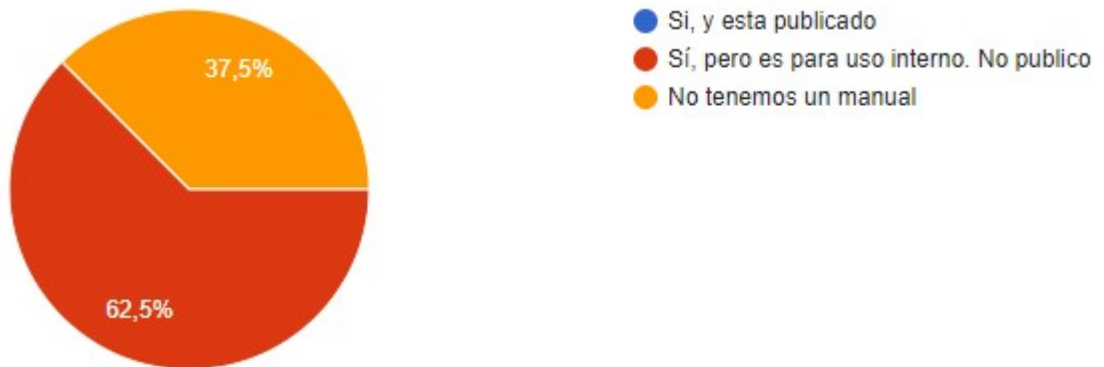 37,5%
62,5%
Si, y esta publicado
Sí, pero es para uso interno. No publico
No tenemos un manual